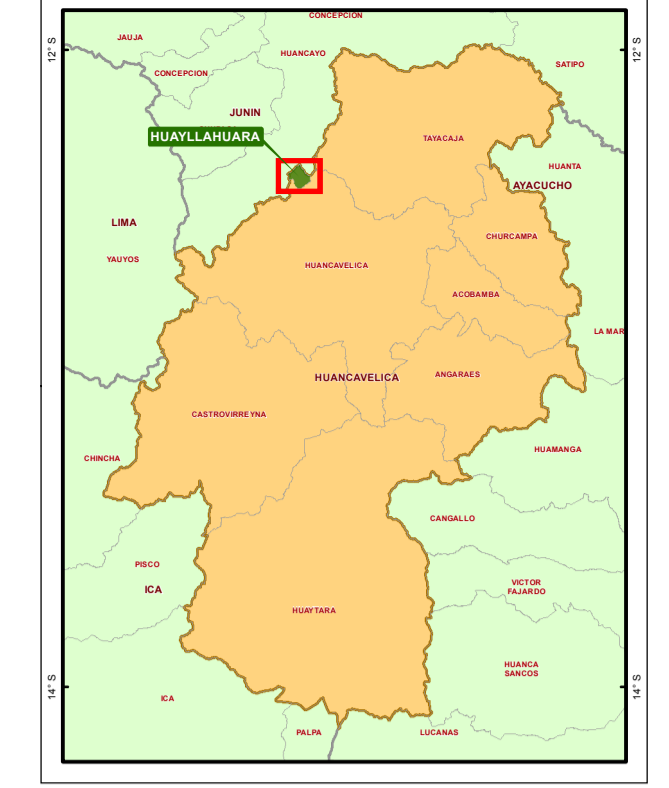 CONCEPCION
JAUJA
HUANCAYO
12° S
12° S
SATIPO
CONCEPCION
JUNIN
HUAYLLAHUARA
TAYACAJA
HUANTA
AYACUCHO
LIMA
CHURCAMPA
YAUYOS
HUANCAVELICA
ACOBAMBA
LA MAR
HUANCAVELICA
ANGARAES
CASTROVIRREYNA
CHINCHA
HUAMANGA
CANGALLO
PISCO
ICA
VICTOR
FAJARDO
HUAYTARA
HUANCA
SANCOS
14° S
14° S
ICA
PALPA
LUCANAS